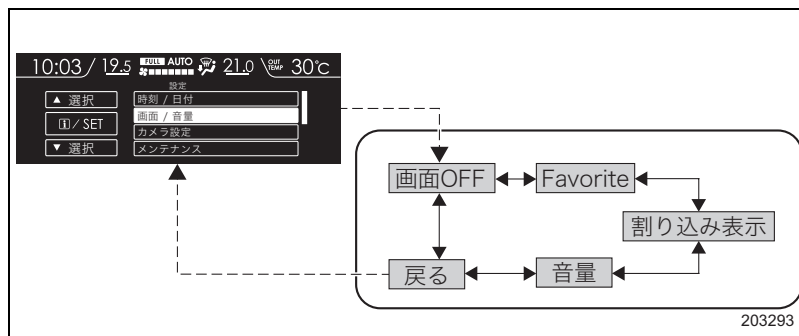 10:03 / 19.5 FULL AUTO 21.0 OUT TEMP 30℃
設定
▲ 選択
時刻 / 日付
画面 / 音量
i / SET
カメラ設定
▼ 選択
メンテナンス
画面OFF
Favorite
割り込み表示
戻る
音量
203293